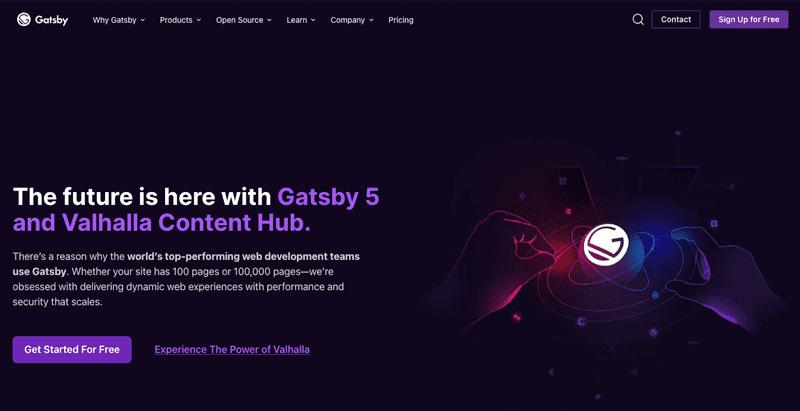 Gatsby
Why Gatsby
Products
Open Source
Learn
Company
Pricing
Contact
Sign Up for Free
The future is here with Gatsby 5
and Valhalla Content Hub.
There's a reason why the world's top-performing web development teams
use Gatsby. Whether your site has 100 pages or 100,000 pages—we're
obsessed with delivering dynamic web experiences with performance and
security that scales.
Get Started For Free
Experience The Power of Valhalla